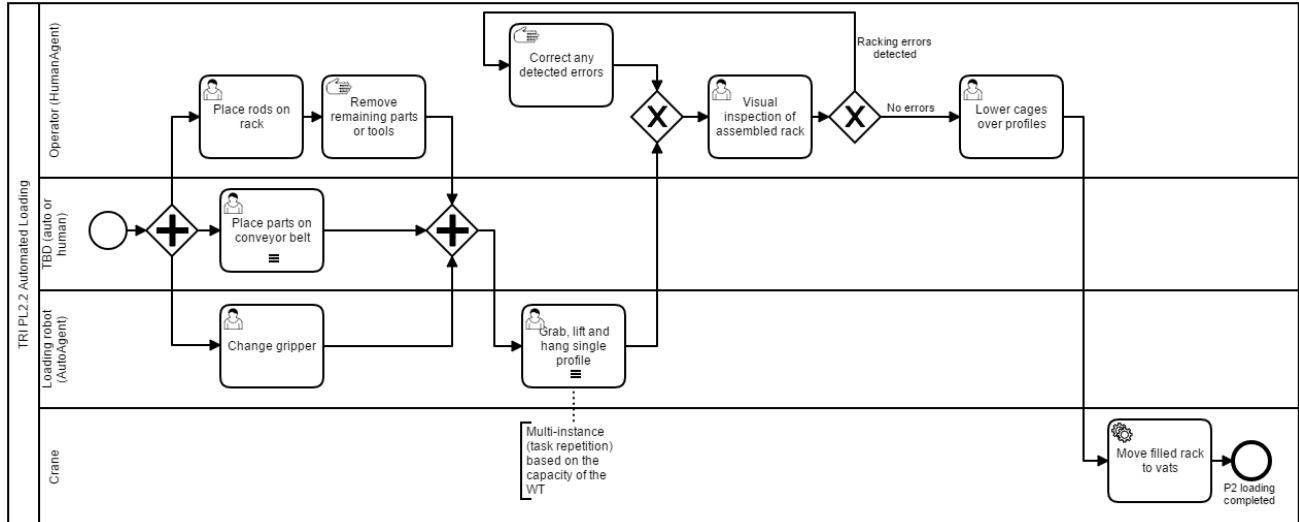 TRI PL2.2 Automated Loading
Operator (HumanAgent)
Place rods on
rack
Remove
remaining parts
or tools
Correct any
detected errors
Visual
inspection of
assembled rack
Racking errors
detected
No errors
Lower cages
over profiles
TBD (auto or
human)
Place parts on
conveyor belt
Loading robot
(AutoAgent)
Change gripper
Grab, lift and
hang single
profile
Crane
Multi-instance
(task repetition)
based on the
capacity of the
WT
Move filled rack
to vats
P2 loading
completed